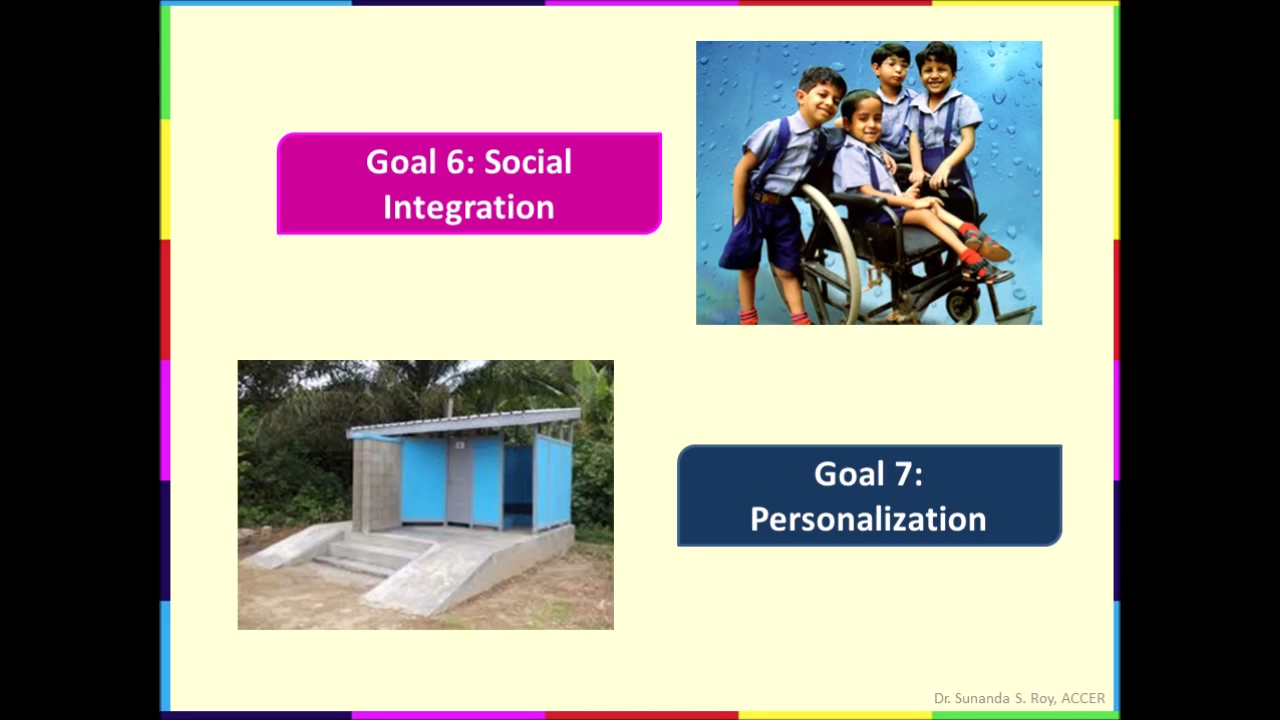 Goal 6: Social
Integration
Goal 7:
Personalization
Dr. Sunanda S. Roy, ACCER